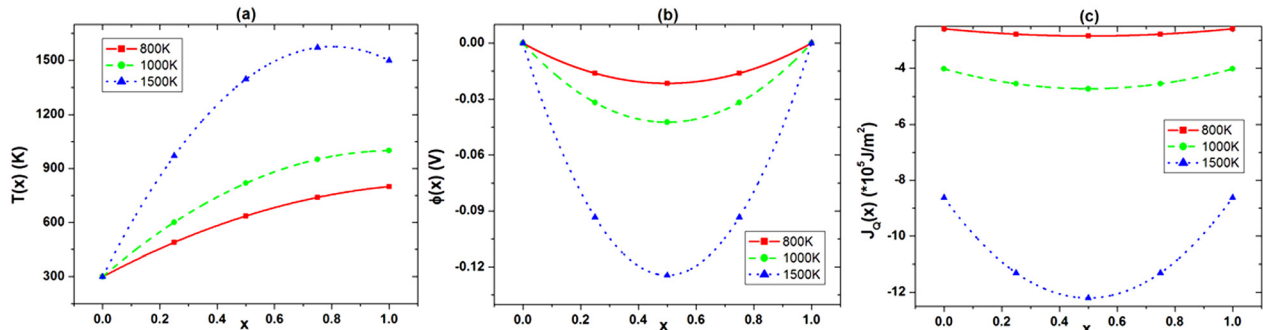 (a)
T(x) (K)
1500
1200
900
600
300
800K
1000K
1500K
0.0 0.2 0.4 0.6 0.8 1.0
x
(b)
ϕ(x) (V)
0.00
-0.03
-0.06
-0.09
-0.12
800K
1000K
1500K
0.0 0.2 0.4 0.6 0.8 1.0
x
(c)
J_Q(x) (*10⁵J/m²)
-4
-6
-8
-10
-12
800K
1000K
1500K
0.0 0.2 0.4 0.6 0.8 1.0
x